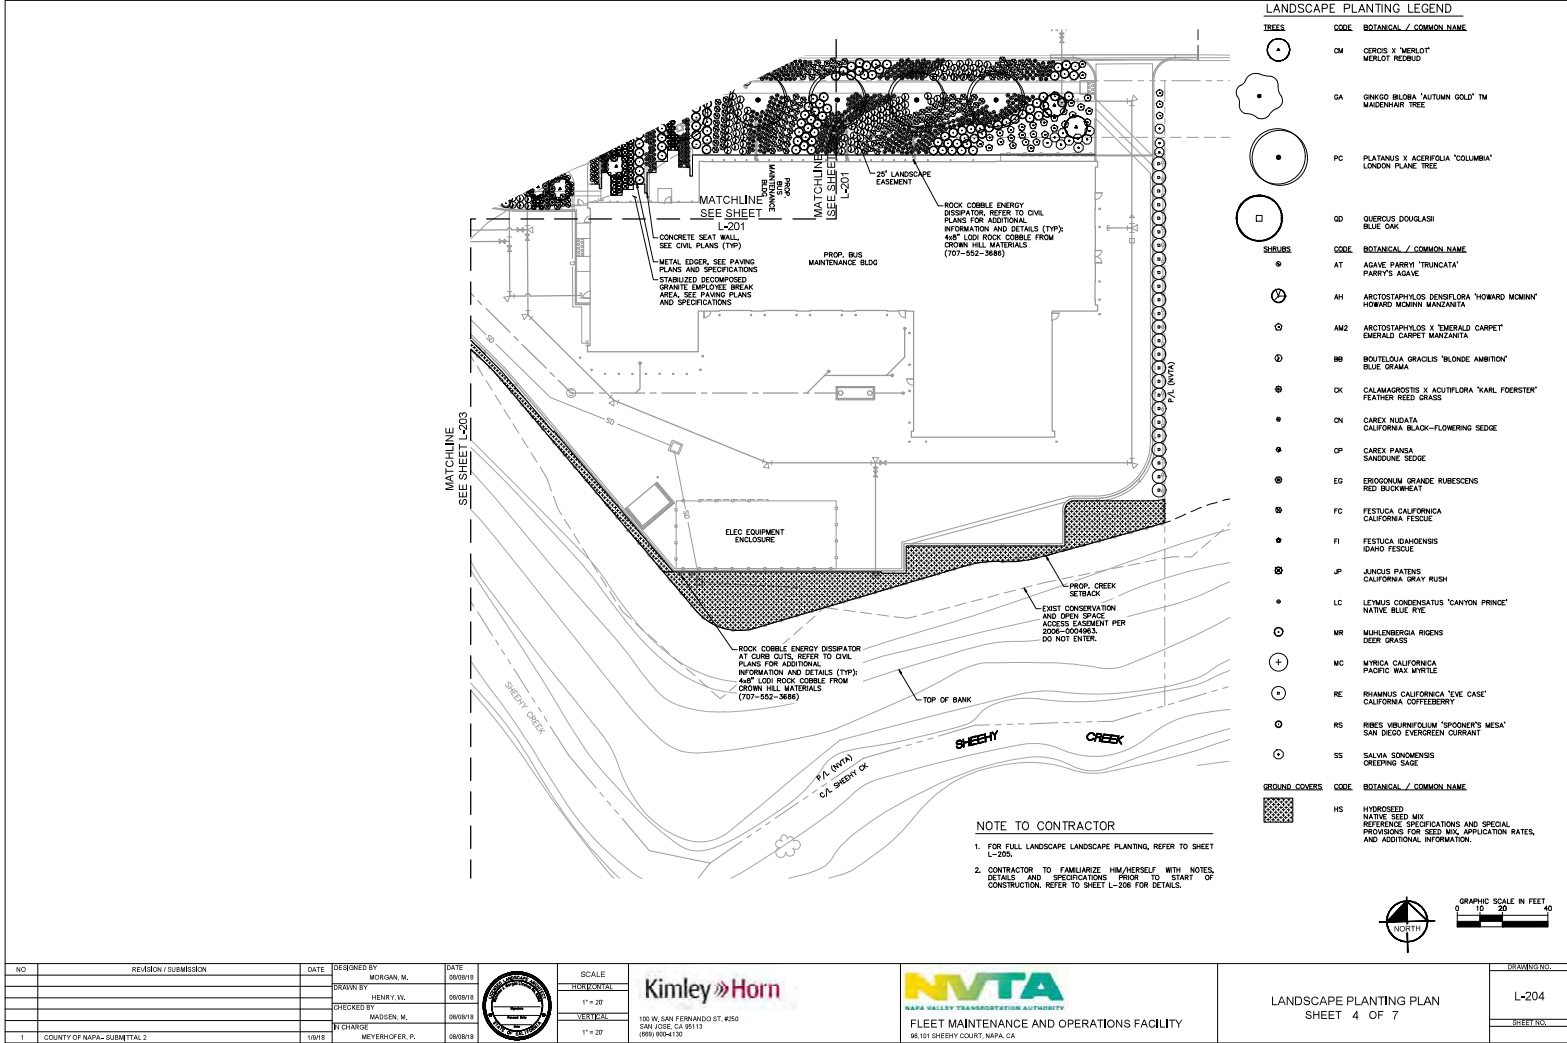 LANDSCAPE PLANTING LEGEND
TREES CODE BOTANICAL / COMMON NAME
CM CERCIS X 'MERLOT'
MERLOT REDBUD
GA GINKGO BILOBA 'AUTUMN GOLD' TM
MAIDENHAIR TREE
PC PLATANUS X ACERIFOLIA 'COLUMBIA'
LONDON PLANE TREE
QD QUERCUS DOUGLASII
BLUE OAK
SHRUBS CODE BOTANICAL / COMMON NAME
AT AGAVE PARRYI 'TRUNCATA'
PARRY'S AGAVE
AH ARCTOSTAPHYLOS DENSIFLORA 'HOWARD MCMINN'
HOWARD MCMINN MANZANITA
AM2 ARCTOSTAPHYLOS X 'EMERALD CARPET'
EMERALD CARPET MANZANITA
BB BOUTELOUA GRACILIS 'BLONDE AMBITION'
BLUE GRAMA
CK CALAMAGROSTIS X ACUTIFLORA 'KARL FOERSTER'
FEATHER REED GRASS
CN CAREX NUDATA
CALIFORNIA BLACK-FLOWERING SEDGE
CP CAREX PANSA
SANDDUNE SEDGE
EG ERIOGONUM GRANDE RUBESCENS
RED BUCKWHEAT
FC FESTUCA CALIFORNICA
CALIFORNIA FESCUE
FI FESTUCA IDAHOENSIS
IDAHO FESCUE
JP JUNCUS PATENS
CALIFORNIA GRAY RUSH
LC LEYMUS CONDENSATUS 'CANYON PRINCE'
NATIVE BLUE RYE
MR MUHLENBERGIA RIGENS
DEER GRASS
MC MYRICA CALIFORNICA
PACIFIC WAX MYRTLE
RE RHAMNUS CALIFORNICA 'EVE CASE'
CALIFORNIA COFFEEBERRY
RS RIBES VIBURNIFOLIUM 'SPOONER'S MESA'
SAN DIEGO EVERGREEN CURRANT
SS SALVIA SONOMENSIS
CREEPING SAGE
GROUND COVERS CODE BOTANICAL / COMMON NAME
HS HYDROSEED
NATIVE SEED MIX
REFERENCE SPECIFICATIONS AND SPECIAL
PROVISIONS FOR SEED MIX, APPLICATION RATES,
AND ADDITIONAL INFORMATION.
25' LANDSCAPE
EASEMENT
MATCHLINE
SEE SHEET
L-201
MATCHLINE
SEE SHEET
L-201
PROP.
BUS
MAINTENANCE
BLDG
ROCK COBBLE ENERGY
DISSIPATOR, REFER TO CIVIL
PLANS FOR ADDITIONAL
INFORMATION AND DETAILS (TYP):
4x8" LODI ROCK COBBLE FROM
CROWN HILL MATERIALS
(707-552-3686)
CONCRETE SEAT WALL,
SEE CIVIL PLANS (TYP)
METAL EDGER, SEE PAVING
PLANS AND SPECIFICATIONS
STABILIZED DECOMPOSED
GRANITE EMPLOYEE BREAK
AREA, SEE PAVING PLANS
AND SPECIFICATIONS
PROP. BUS
MAINTENANCE BLDG
SD
SD
SD
P/L (NVTA)
MATCHLINE
SEE SHEET L-203
ELEC EQUIPMENT
ENCLOSURE
PROP. CREEK
SETBACK
EXIST CONSERVATION
AND OPEN SPACE
ACCESS EASEMENT PER
2006-0004963.
DO NOT ENTER.
ROCK COBBLE ENERGY DISSIPATOR
AT CURB CUTS, REFER TO CIVIL
PLANS FOR ADDITIONAL
INFORMATION AND DETAILS (TYP):
4x8" LODI ROCK COBBLE FROM
CROWN HILL MATERIALS
(707-552-3686)
TOP OF BANK
SHEEHY CREEK
SHEEHY CREEK
P/L (NVTA)
C/L SHEEHY CK
NOTE TO CONTRACTOR
1. FOR FULL LANDSCAPE LANDSCAPE PLANTING, REFER TO SHEET
L-205.
2. CONTRACTOR TO FAMILIARIZE HIM/HERSELF WITH NOTES,
DETAILS AND SPECIFICATIONS PRIOR TO START OF
CONSTRUCTION. REFER TO SHEET L-206 FOR DETAILS.
NORTH
GRAPHIC SCALE IN FEET
0 10 20 40
NO REVISION / SUBMISSION DATE
1 COUNTY OF NAPA - SUBMITTAL 2 1/9/18
DESIGNED BY DATE
MORGAN, M. 08/08/18
DRAWN BY
HENRY, W. 08/08/18
CHECKED BY
MADSEN, M. 08/08/18
IN CHARGE
MEYERHOFER, P. 08/08/18
SCALE
HORIZONTAL
1" = 20'
VERTICAL
1" = 20'
Kimley»Horn
100 W. SAN FERNANDO ST, #250
SAN JOSE, CA 95113
(669) 800-4130
NVTA
NAPA VALLEY TRANSPORTATION AUTHORITY
FLEET MAINTENANCE AND OPERATIONS FACILITY
96,101 SHEEHY COURT, NAPA, CA
LANDSCAPE PLANTING PLAN
SHEET 4 OF 7
DRAWING NO.
L-204
SHEET NO.